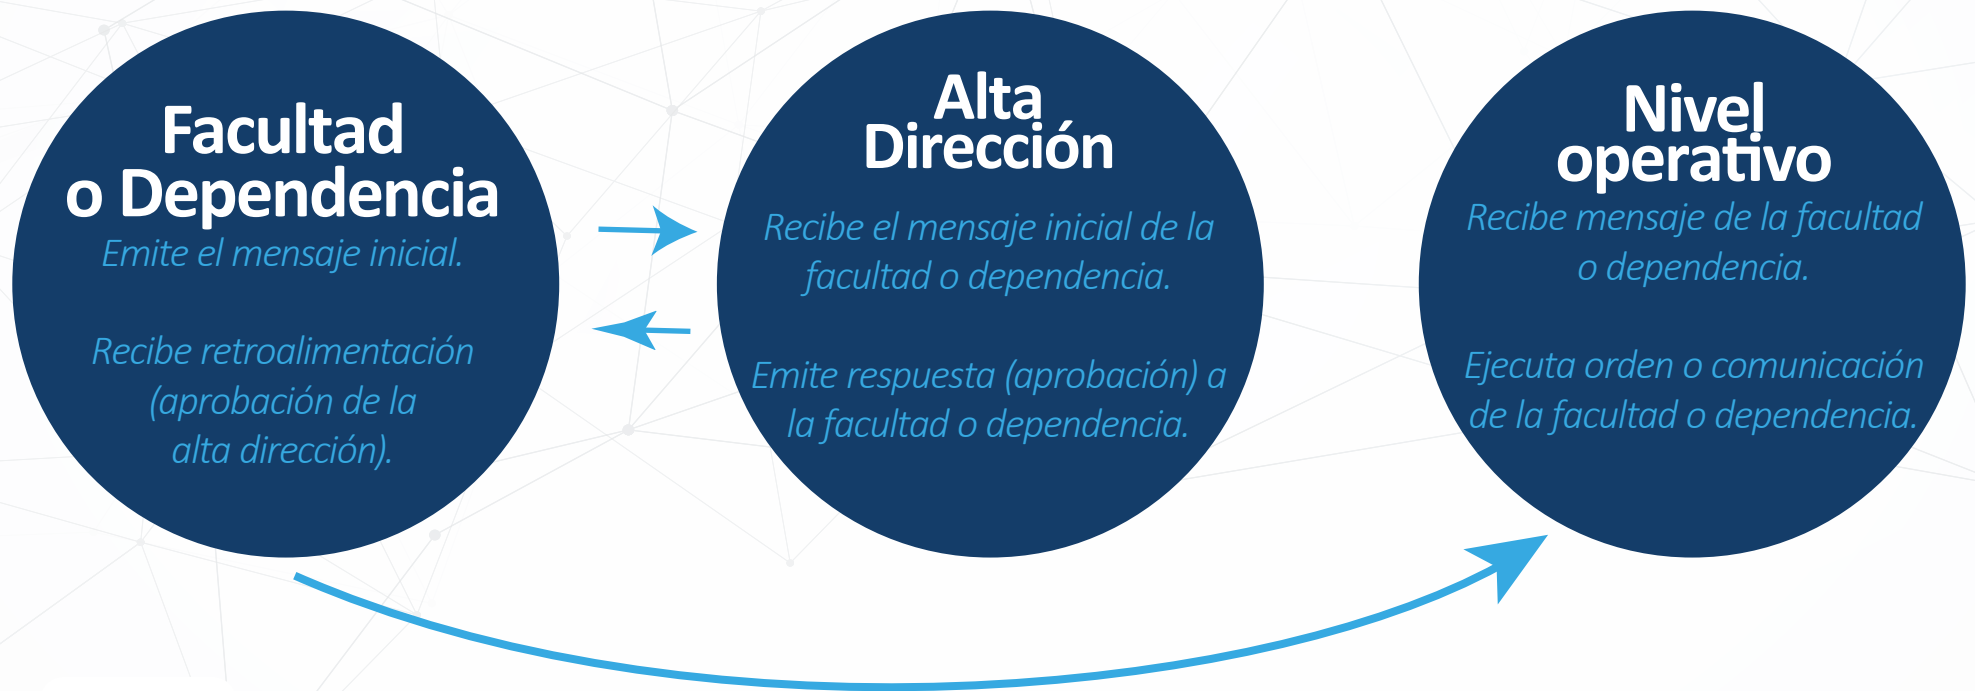 Facultad
o Dependencia
Emite el mensaje inicial.
Recibe retroalimentación
(aprobación de la
alta dirección).
Alta
Dirección
Recibe el mensaje inicial de la
facultad o dependencia.
Emite respuesta (aprobación) a
la facultad o dependencia.
Nivel
operativo
Recibe mensaje de la facultad
o dependencia.
Ejecuta orden o comunicación
de la facultad o dependencia.